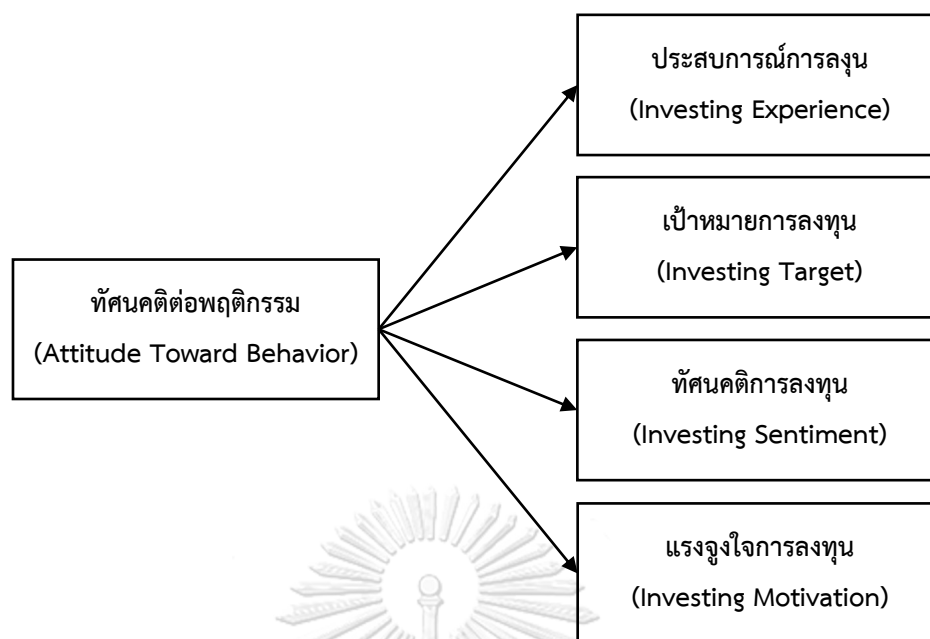 ประสบการณ์การลงุน
(Investing Experience)
เป้าหมายการลงทุน
(Investing Target)
ทัศนคติต่อพฤติกรรม
(Attitude Toward Behavior)
ทัศนคติการลงทุน
(Investing Sentiment)
แรงจูงใจการลงทุน
(Investing Motivation)